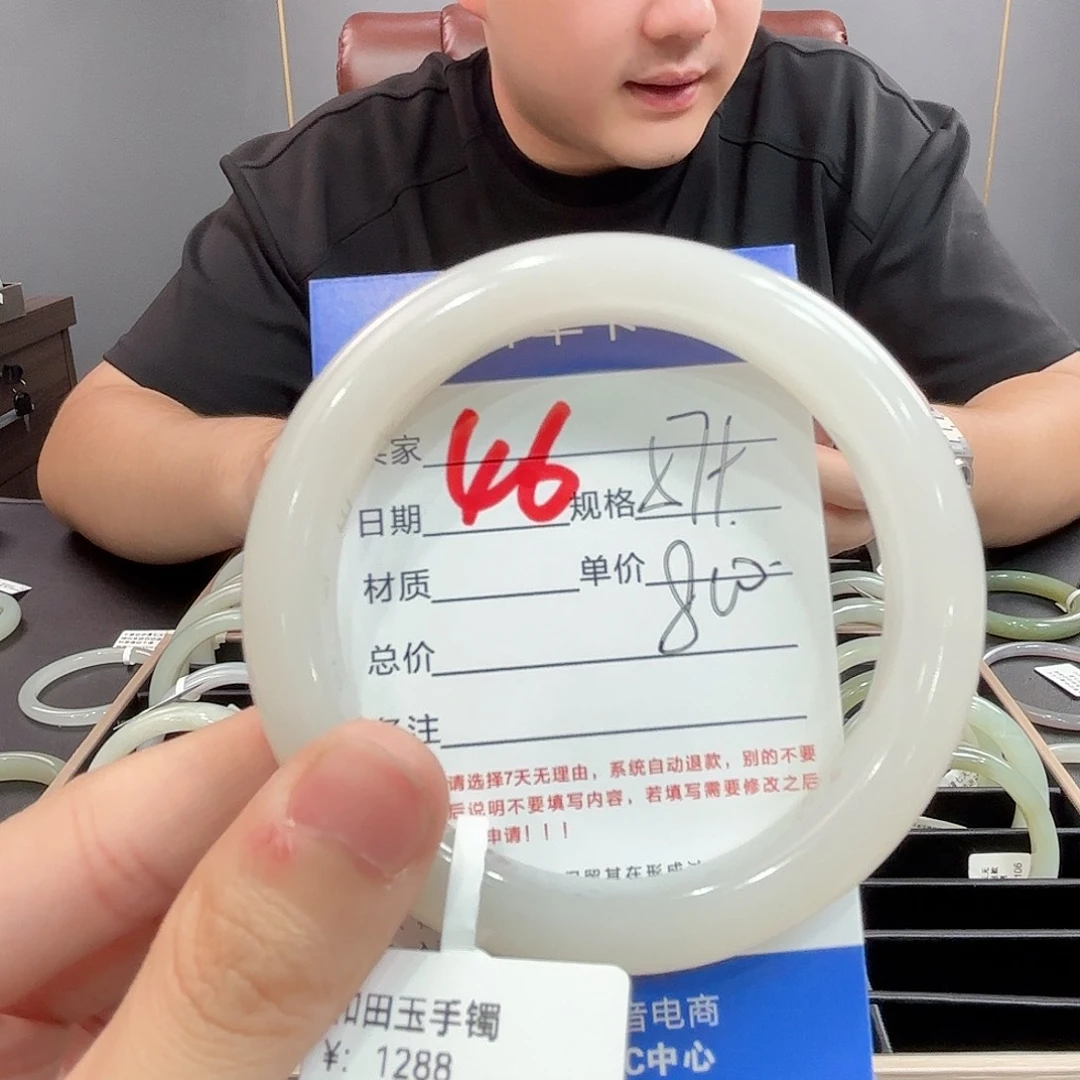 家 46
日期 规格
材质 单价 800-
总价
注
请选择7天无理由，系统自动退款，别的不要
后说明不要填写内容，若填写需要修改之后
申请！！！
音电商
C中心
田玉手镯
¥: 1288
106